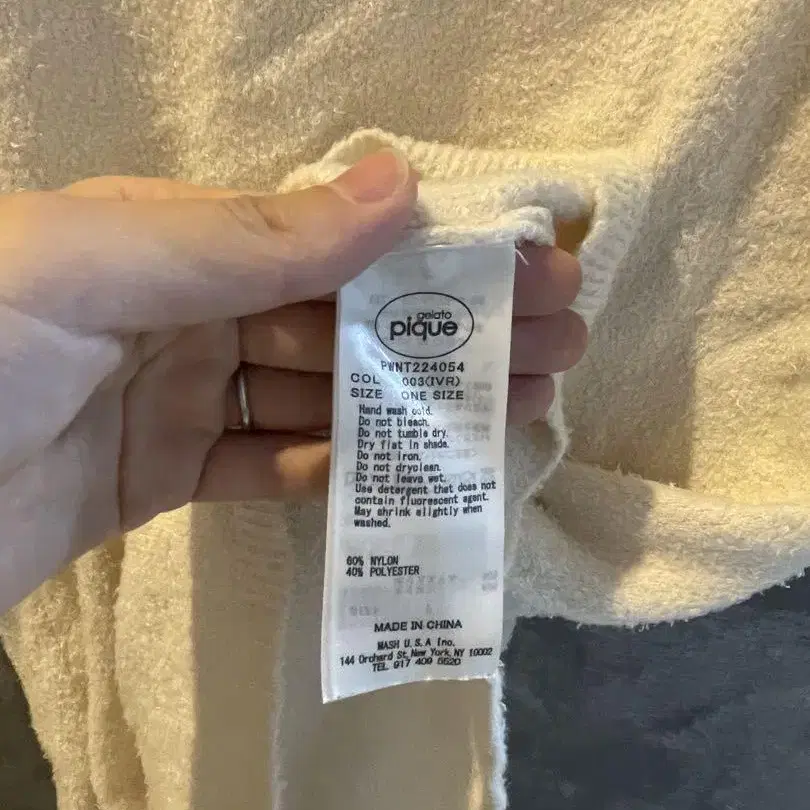 gelato
pique
PWNT224054
COL 003(IVR)
SIZE ONE SIZE
Hand wash cold.
Do not bleach.
Do not tumble dry.
Dry flat in shade.
Do not iron.
Do not dryclean.
Do not leave wet.
Use detergent that does not
contain fluorescent agent.
May shrink slightly when
washed.
60% NYLON
40% POLYESTER
MADE IN CHINA
MASH U.S.A Inc.
144 Orchard St, New York, NY 10002
TEL 917 409 5520